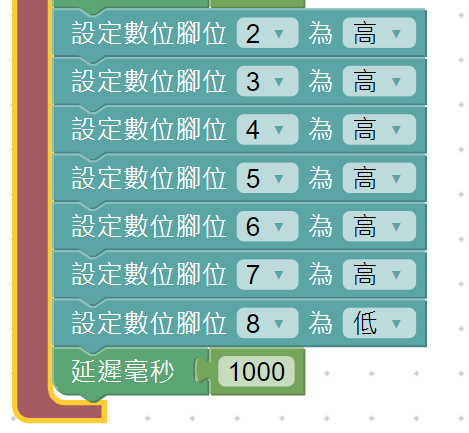 設定數位腳位 2 為 高
設定數位腳位 3 為 高
設定數位腳位 4 為 高
設定數位腳位 5 為 高
設定數位腳位 6 為 高
設定數位腳位 7 為 高
設定數位腳位 8 為 低
延遲毫秒 1000